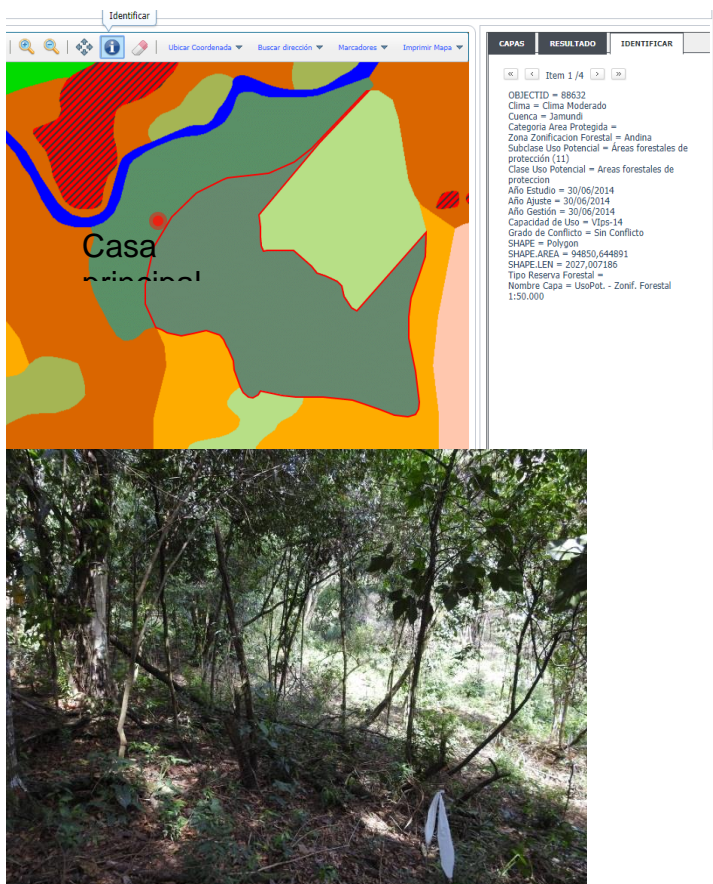 Identificar
Ubicar Coordenada
Buscar dirección
Marcadores
Imprimir Mapa
Casa
principal
CAPAS
RESULTADO
IDENTIFICAR
Item 1 /4
OBJECTID = 88632
Clima = Clima Moderado
Cuenca = Jamundi
Categoria Area Protegida =
Zona Zonificacion Forestal = Andina
Subclase Uso Potencial = Áreas forestales de
protección (11)
Clase Uso Potencial = Areas forestales de
proteccion
Año Estudio = 30/06/2014
Año Ajuste = 30/06/2014
Año Gestión = 30/06/2014
Capacidad de Uso = VIps-14
Grado de Conflicto = Sin Conflicto
SHAPE = Polygon
SHAPE.AREA = 94850,644891
SHAPE.LEN = 2027,007186
Tipo Reserva Forestal =
Nombre Capa = UsoPot. - Zonif. Forestal
1:50.000